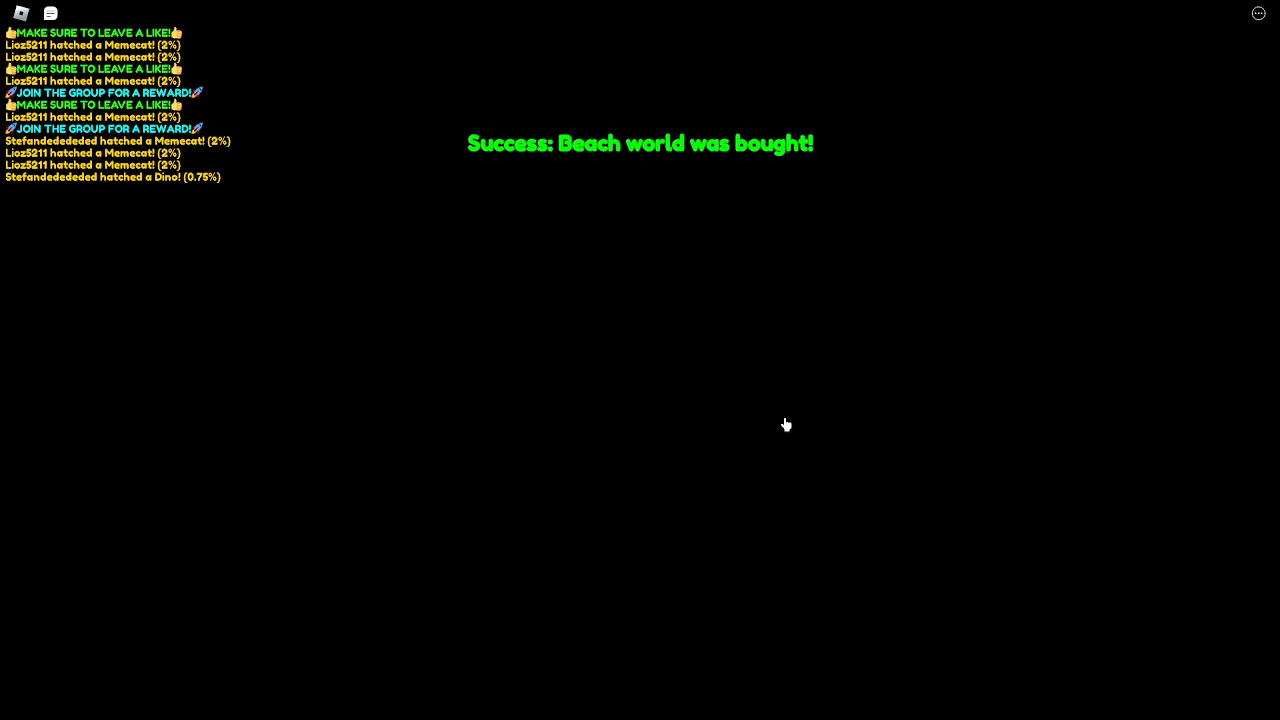 👍MAKE SURE TO LEAVE A LIKE!👍
Lioz5211 hatched a Memecat! (2%)
Lioz5211 hatched a Memecat! (2%)
👍MAKE SURE TO LEAVE A LIKE!👍
Lioz5211 hatched a Memecat! (2%)
🚀JOIN THE GROUP FOR A REWARD!🚀
👍MAKE SURE TO LEAVE A LIKE!👍
Lioz5211 hatched a Memecat! (2%)
🚀JOIN THE GROUP FOR A REWARD!🚀
Stefandedededed hatched a Memecat! (2%)
Lioz5211 hatched a Memecat! (2%)
Lioz5211 hatched a Memecat! (2%)
Stefandedededed hatched a Dino! (0.75%)
Success: Beach world was bought!